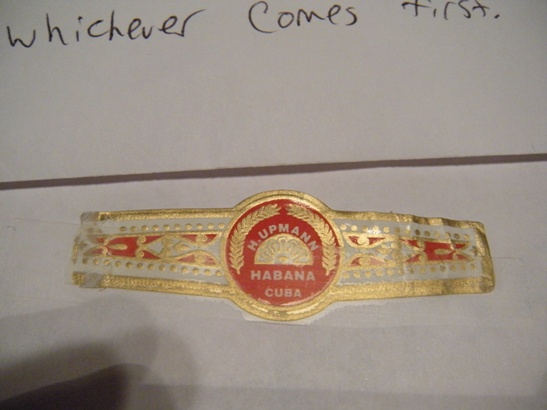 whichever comes first.
H. UPMANN
HABANA
CUBA